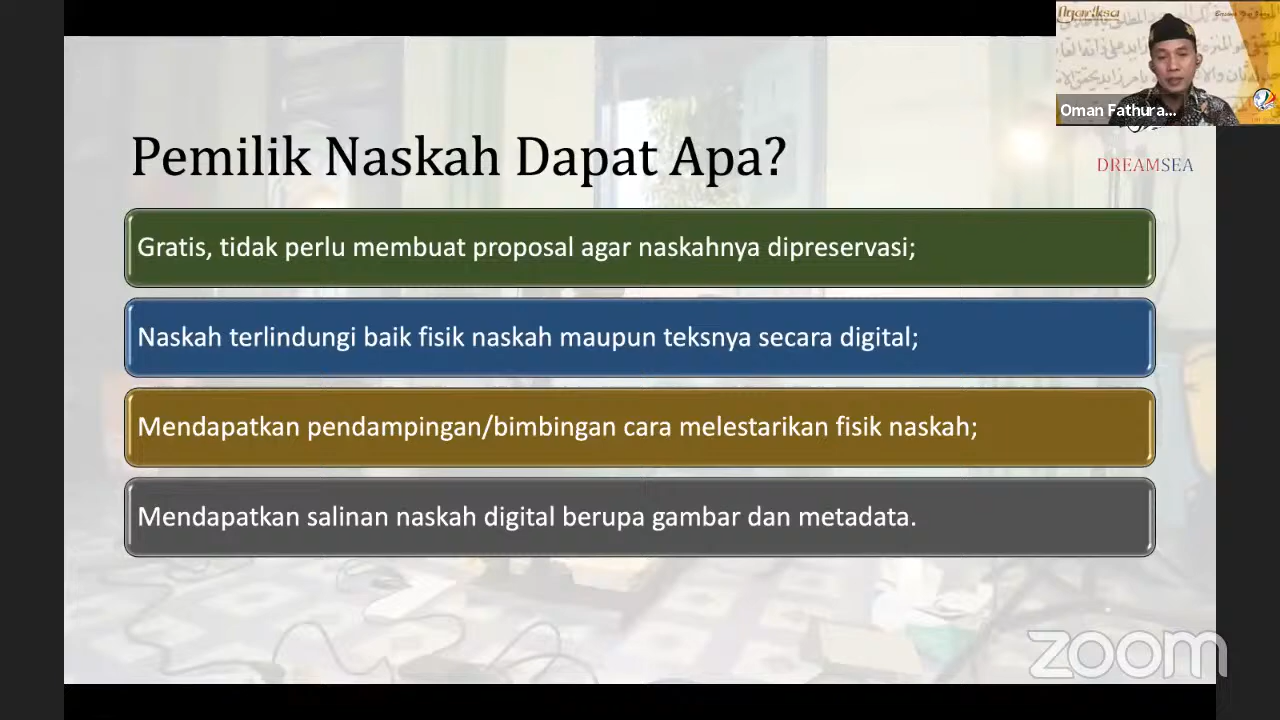 Ngariksa
Oman Fathura...
DREAMSEA
Pemilik Naskah Dapat Apa?
Gratis, tidak perlu membuat proposal agar naskahnya dipreservasi;
Naskah terlindungi baik fisik naskah maupun teksnya secara digital;
Mendapatkan pendampingan/bimbingan cara melestarikan fisik naskah;
Mendapatkan salinan naskah digital berupa gambar dan metadata.
zoom